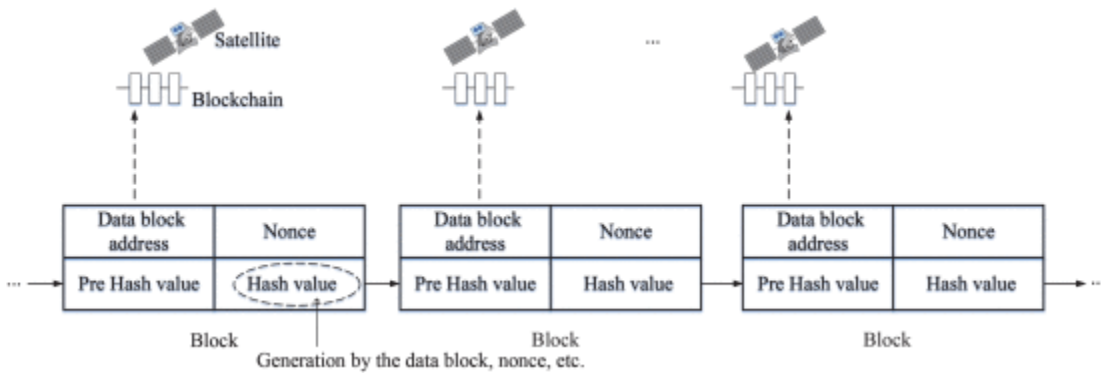 Satellite
...
Blockchain
Data block address
Nonce
Data block address
Nonce
Data block address
Nonce
...
Pre Hash value
Hash value
Pre Hash value
Hash value
Pre Hash value
Hash value
...
Block
Block
Block
Generation by the data block, nonce, etc.